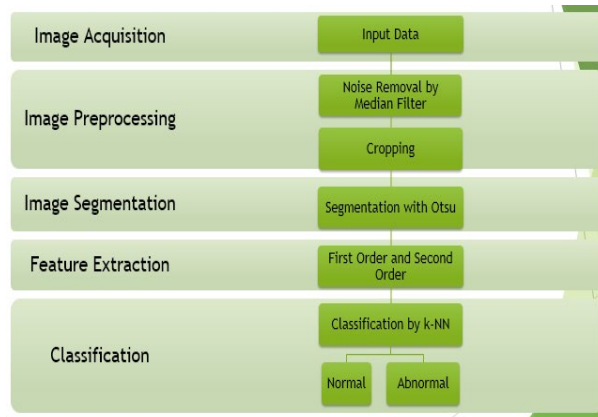 Image Acquisition
Input Data
Image Preprocessing
Noise Removal by
Median Filter
Cropping
Image Segmentation
Segmentation with Otsu
Feature Extraction
First Order and Second
Order
Classification
Classification by k-NN
Normal
Abnormal